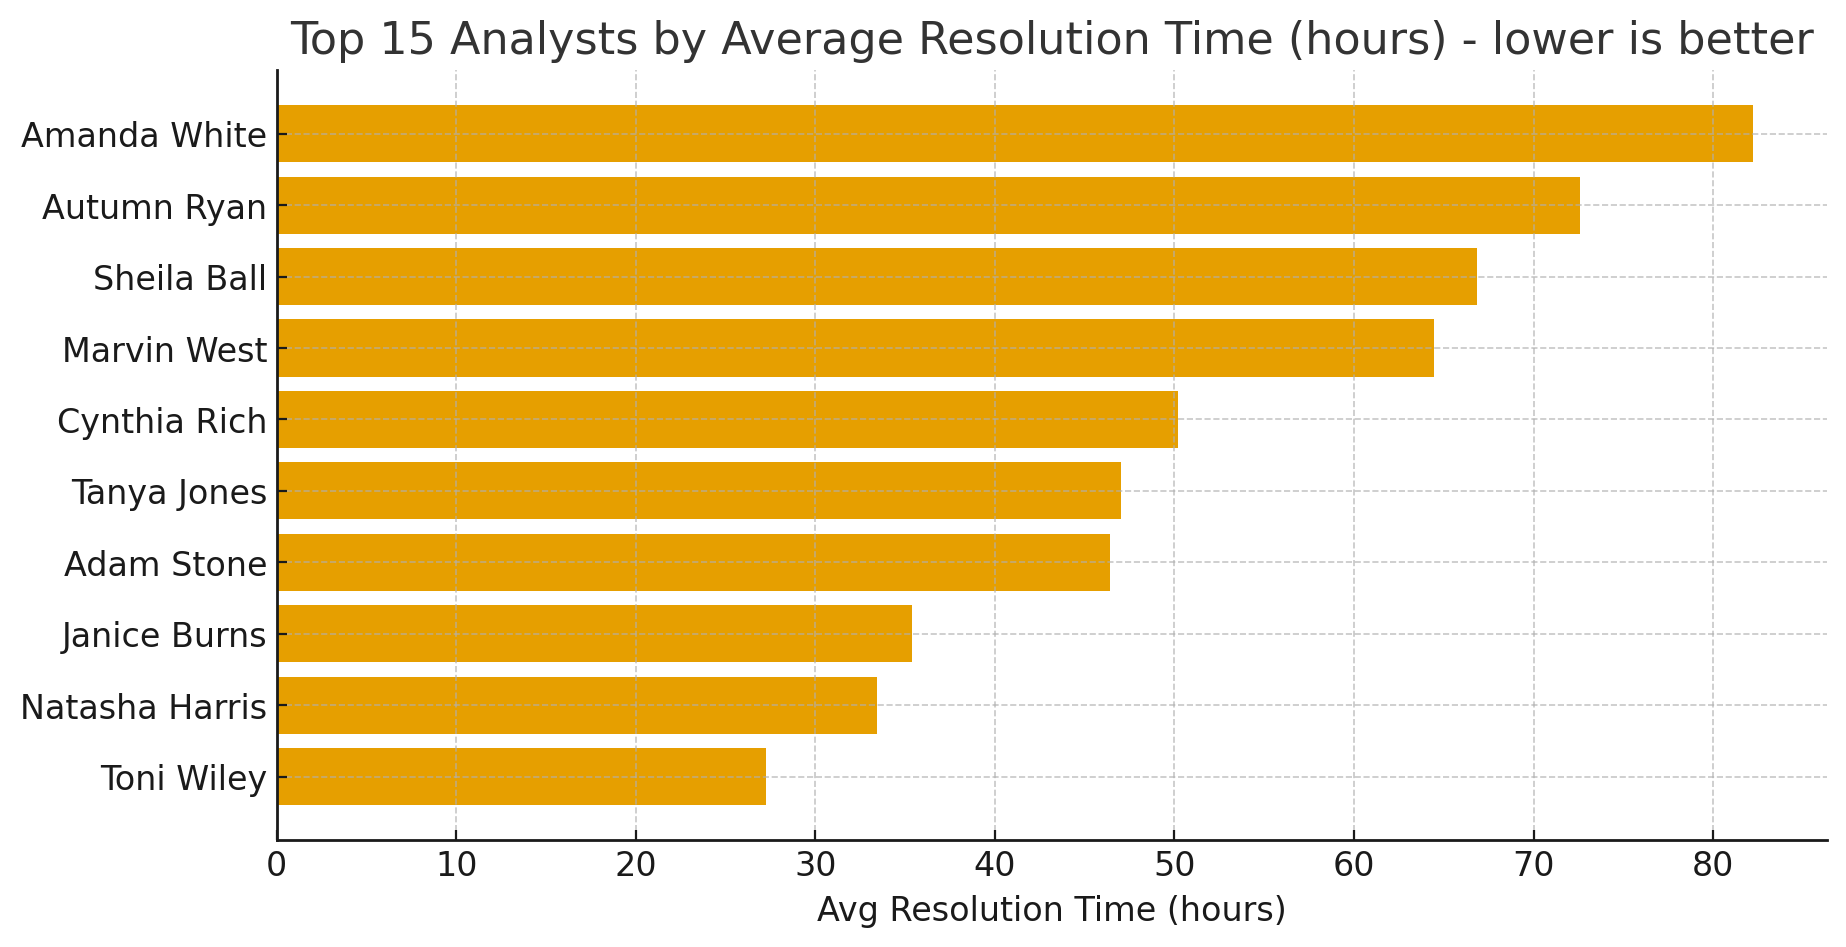 Top 15 Analysts by Average Resolution Time (hours) - lower is better
Amanda White
Autumn Ryan
Sheila Ball
Marvin West
Cynthia Rich
Tanya Jones
Adam Stone
Janice Burns
Natasha Harris
Toni Wiley
0 10 20 30 40 50 60 70 80
Avg Resolution Time (hours)